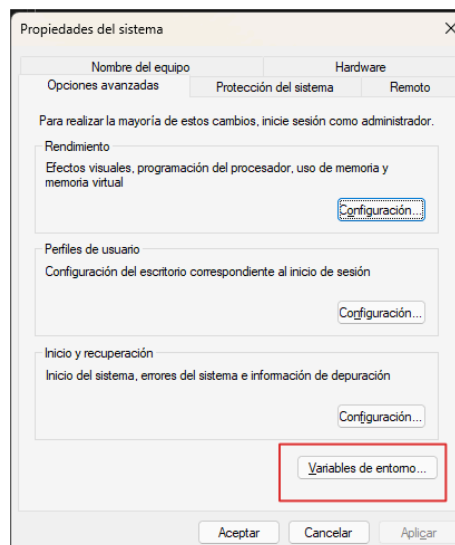 Propiedades del sistema
Nombre del equipo Hardware
Opciones avanzadas Protección del sistema Remoto
Para realizar la mayoría de estos cambios, inicie sesión como administrador.
Rendimiento
Efectos visuales, programación del procesador, uso de memoria y
memoria virtual
Configuración...
Perfiles de usuario
Configuración del escritorio correspondiente al inicio de sesión
Configuración...
Inicio y recuperación
Inicio del sistema, errores del sistema e información de depuración
Configuración...
Variables de entorno...
Aceptar Cancelar Aplicar